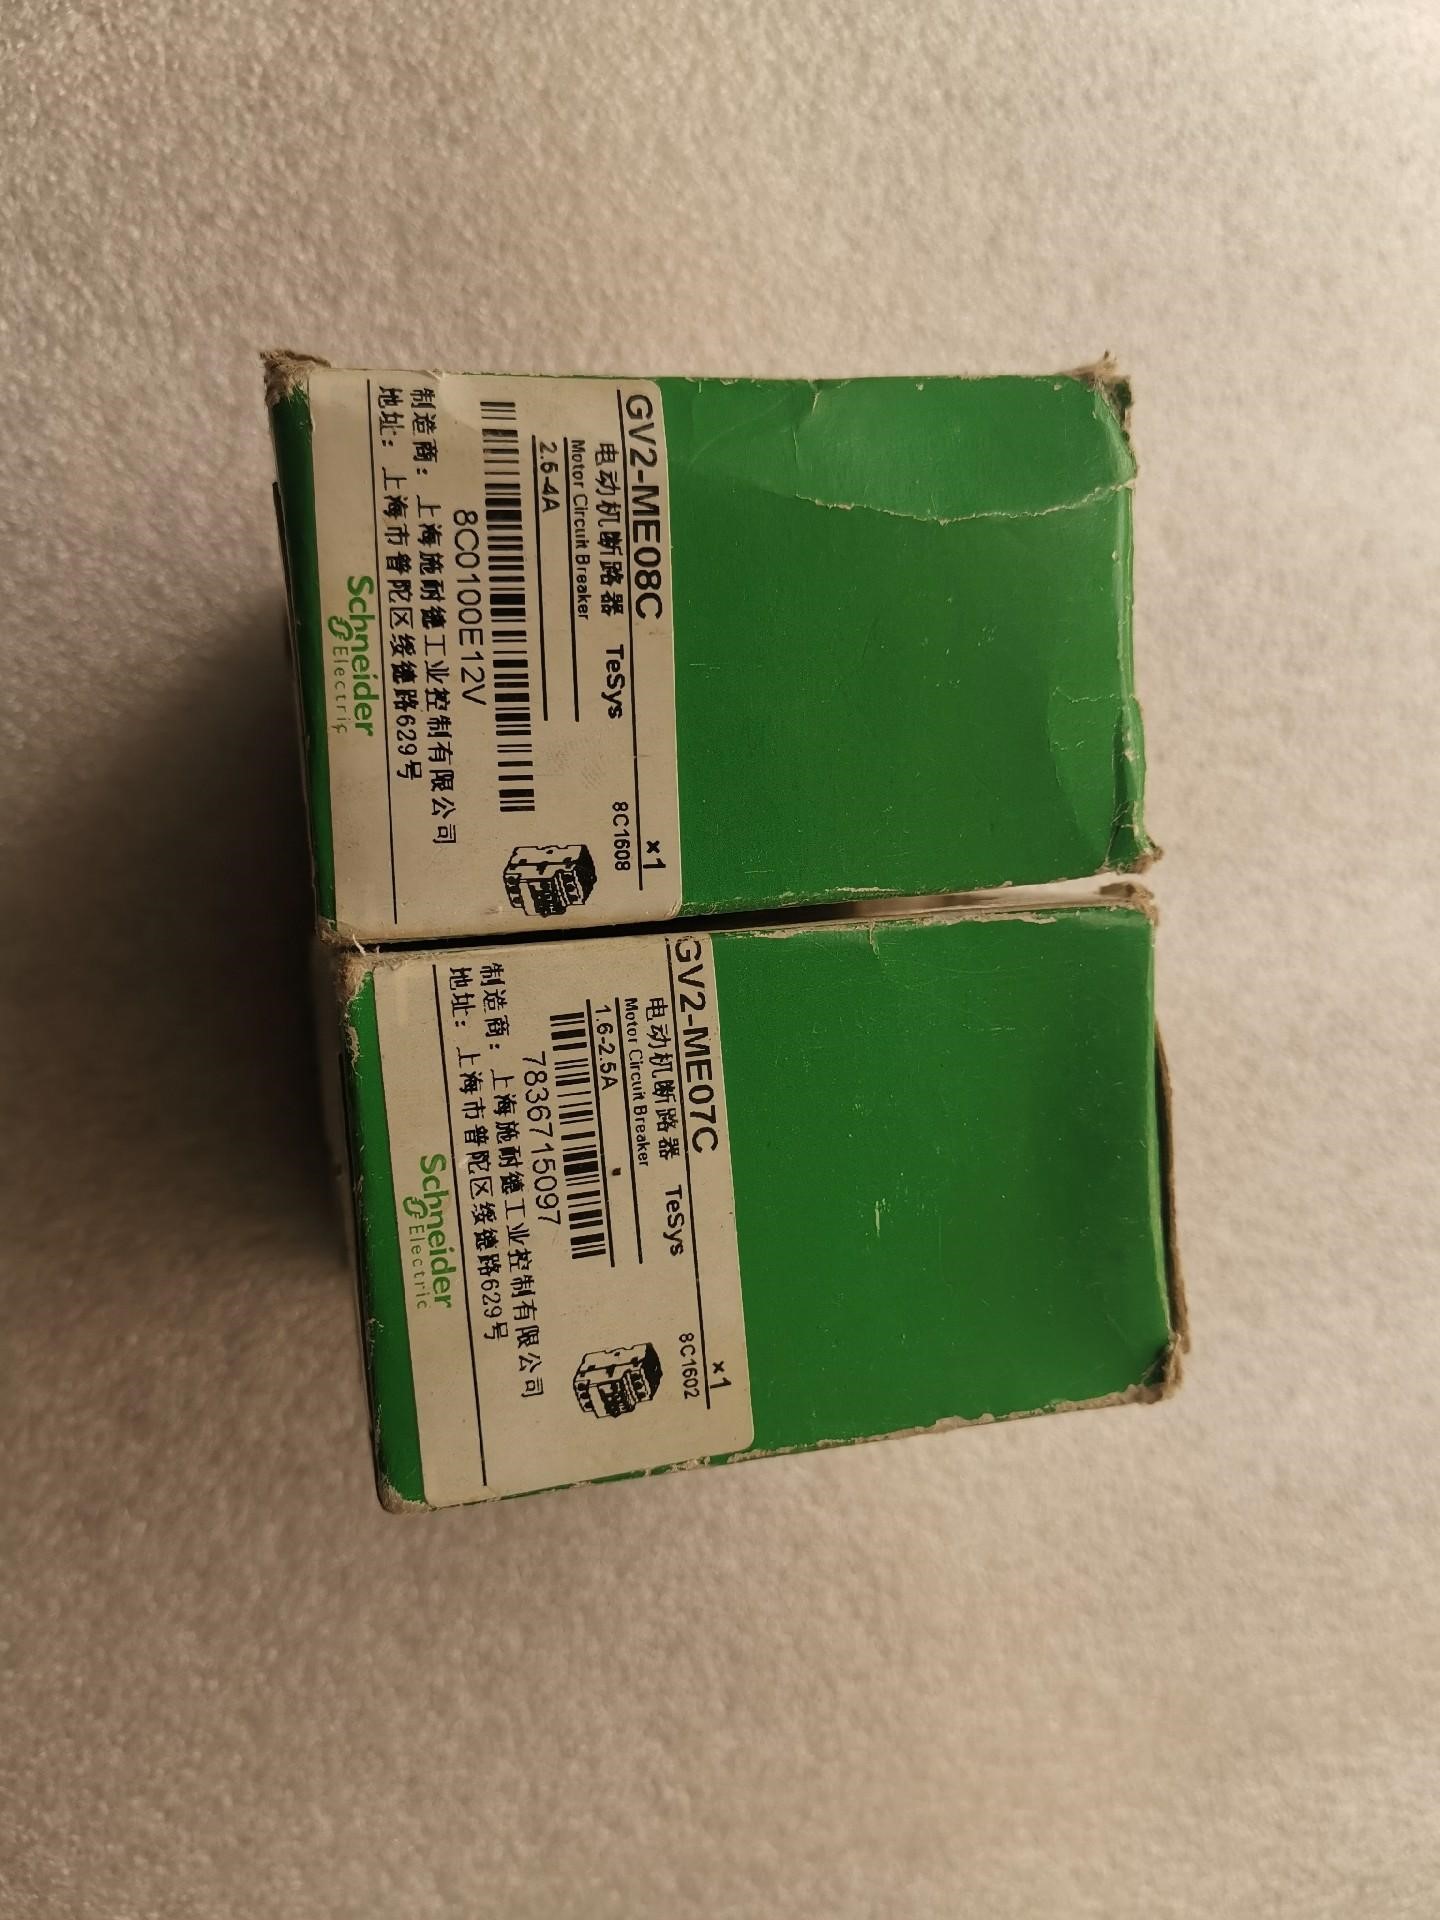 GV2-ME08C ×1
电动机断路器 TeSys 8C1608
Motor Circuit Breaker
2.5-4A
8C0100E12V
制造商：上海施耐德工业控制有限公司
地址：上海市普陀区绥德路629号
Schneider
Electric
GV2-ME07C ×1
电动机断路器 TeSys 8C1602
Motor Circuit Breaker
1.6-2.5A
7836715097
制造商：上海施耐德工业控制有限公司
地址：上海市普陀区绥德路629号
Schneider
Electric